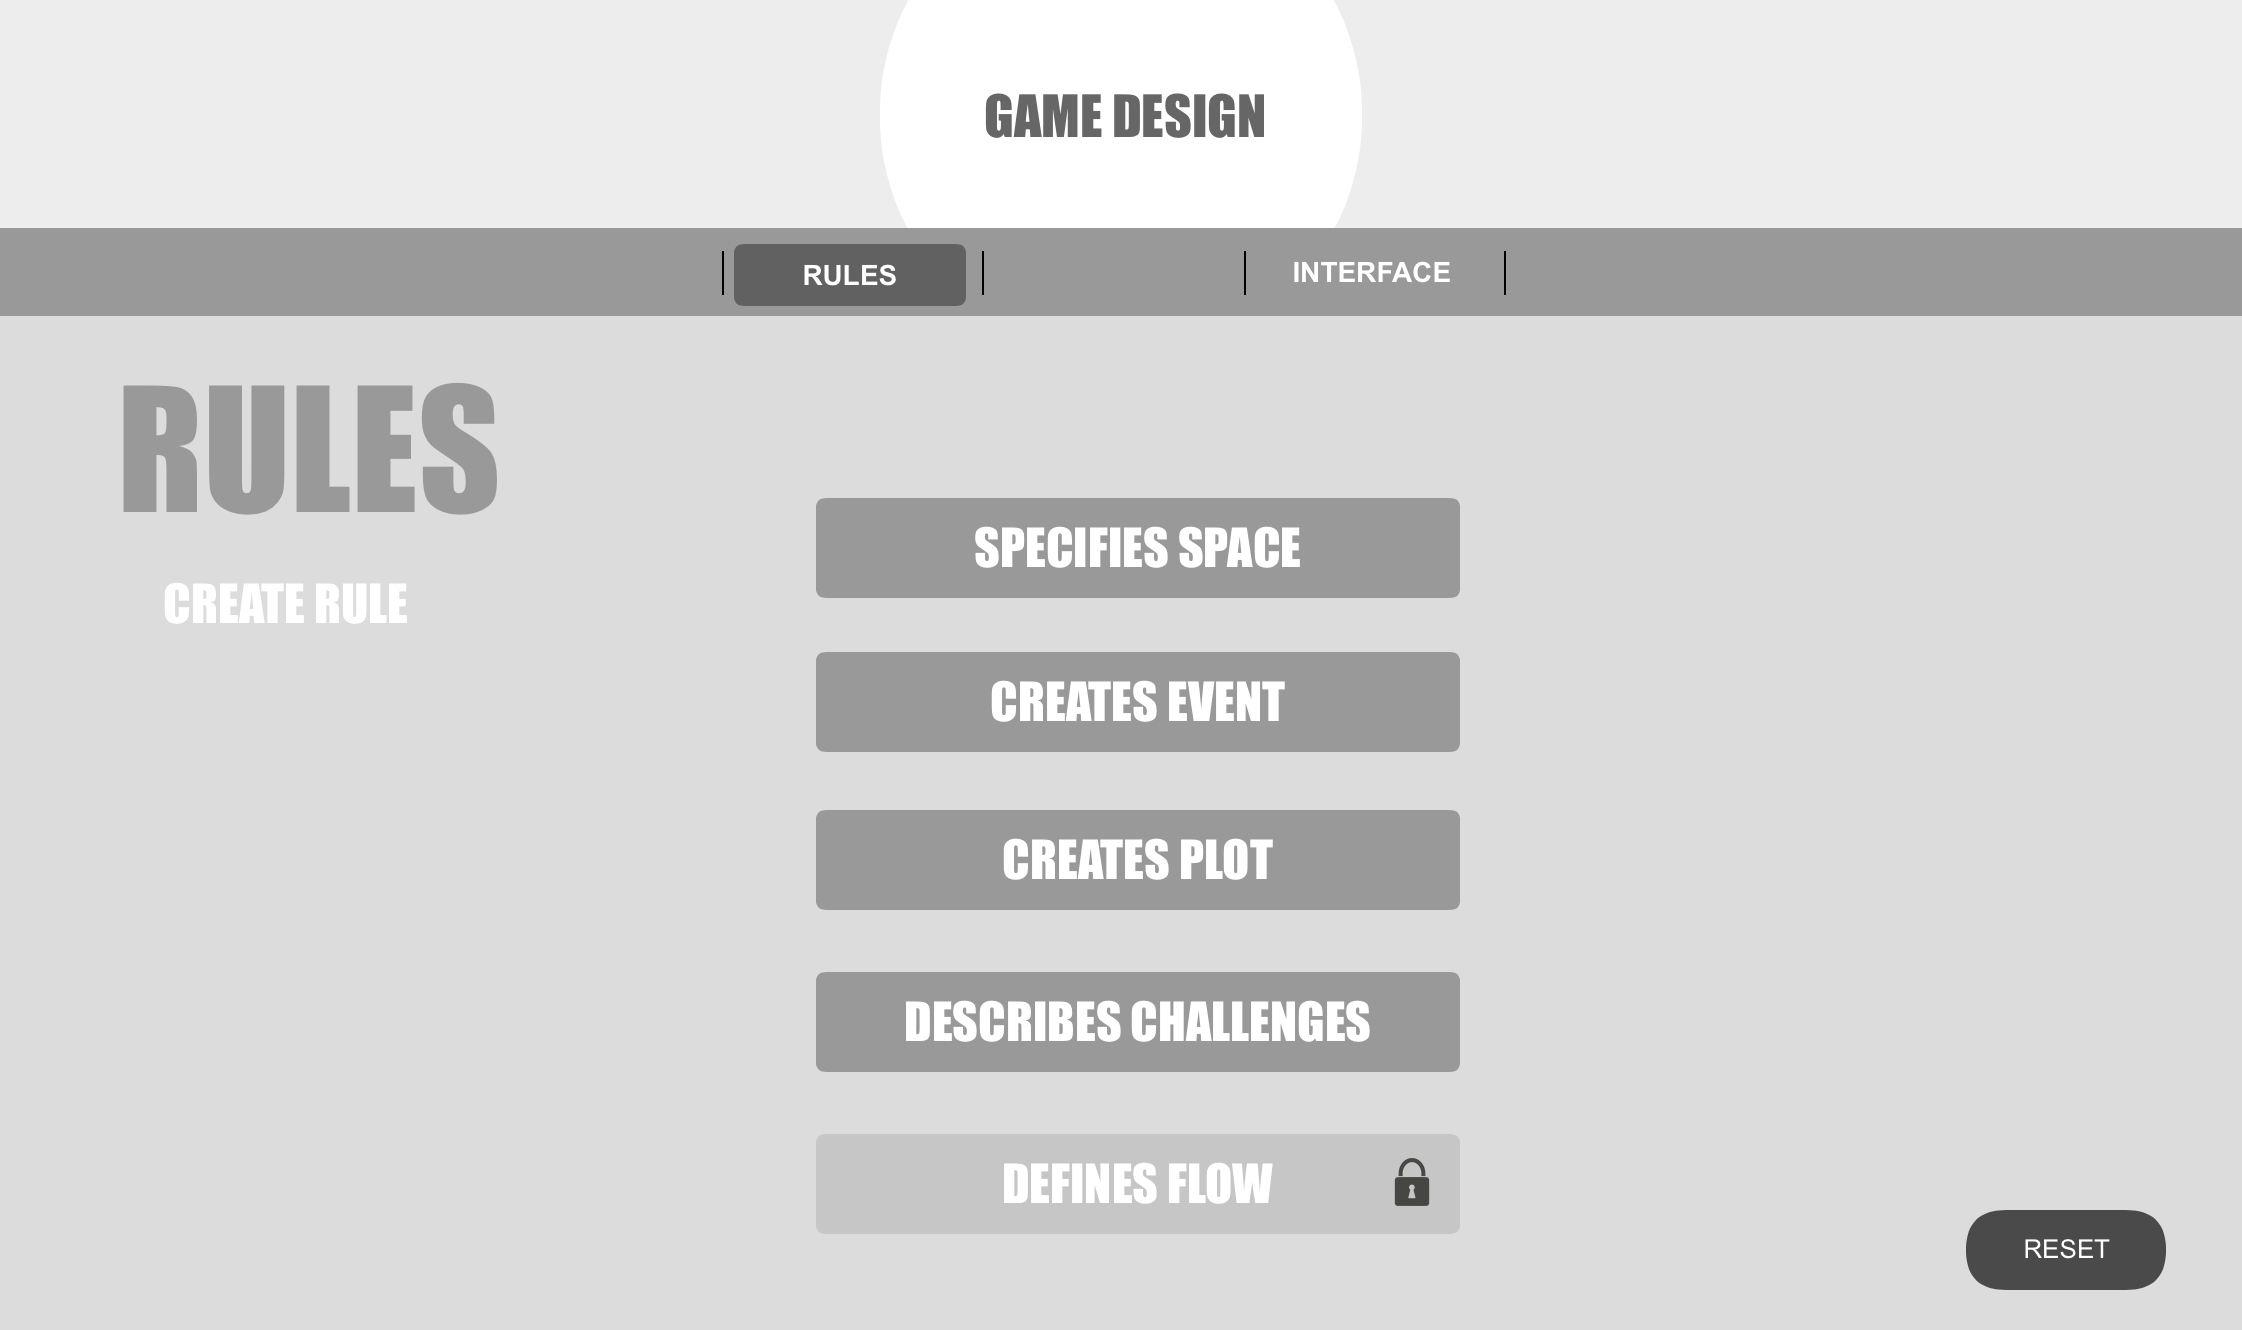 GAME DESIGN
RULES
INTERFACE
RULES
CREATE RULE
SPECIFIES SPACE
CREATES EVENT
CREATES PLOT
DESCRIBES CHALLENGES
DEFINES FLOW
RESET